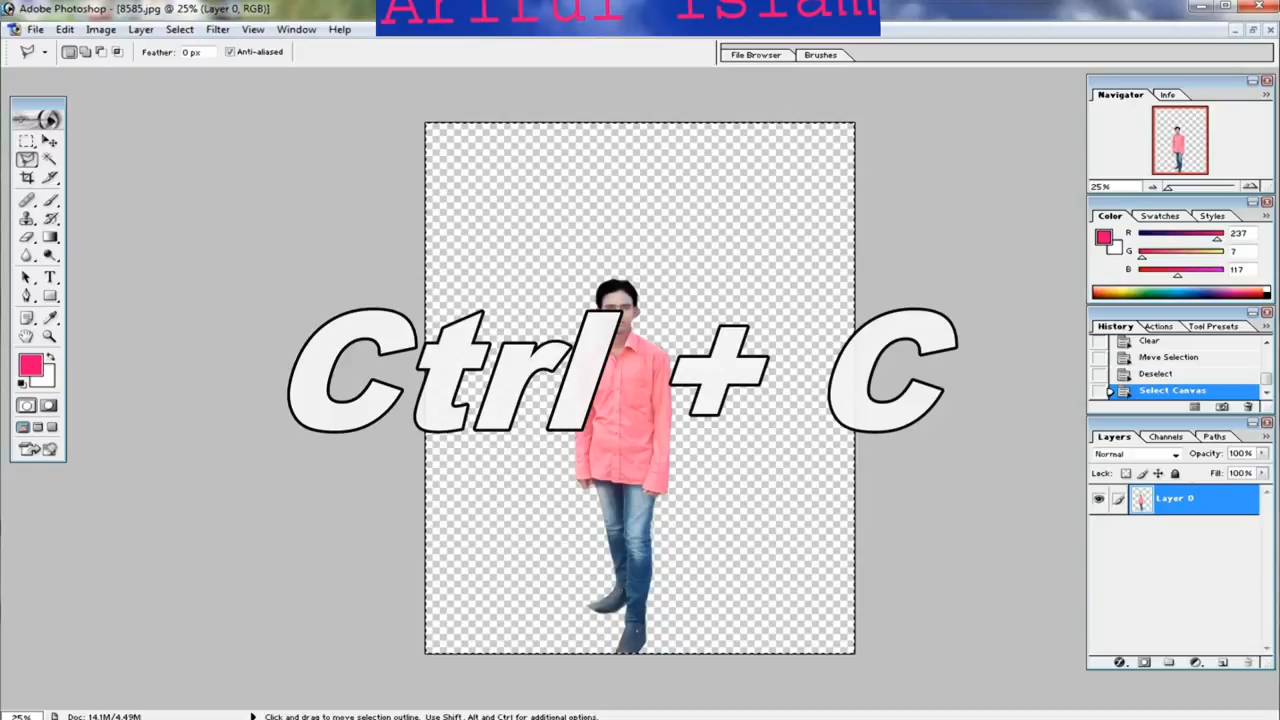 Adobe Photoshop - [8585.jpg @ 25% (Layer 0, RGB)]
Ariful Islam
File Edit Image Layer Select Filter View Window Help
Feather: 0 px Anti-aliased
File Browser Brushes
Navigator Info
25%
Color Swatches Styles
R 237
G 7
B 117
Ctrl + C
History Actions Tool Presets
Clear
Move Selection
Deselect
Select Canvas
Layers Channels Paths
Normal Opacity: 100%
Lock: Fill: 100%
Layer 0
25% Doc: 14.1M/4.49M Click and drag to move selection outline. Use Shift, Alt and Ctrl for additional options.